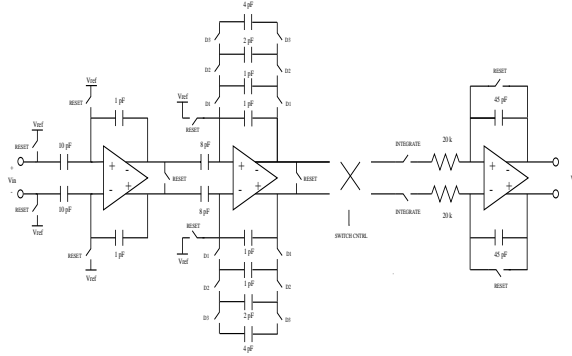 4 pF
D3
D3
2 pF
D2
D2
1 pF
D1
D1
1 pF
Vref
RESET
Vref
RESET
1 pF
Vref
RESET
10 pF
8 pF
+
+
-
-
+
Vin
-
RESET
10 pF
8 pF
+
+
-
-
RESET
RESET
Vref
1 pF
RESET
Vref
RESET
Vref
1 pF
D1
D1
1 pF
D2
D2
2 pF
D3
D3
4 pF
SWITCH CNTRL
INTEGRATE
20 k
INTEGRATE
20 k
RESET
45 pF
+
+
-
-
45 pF
RESET